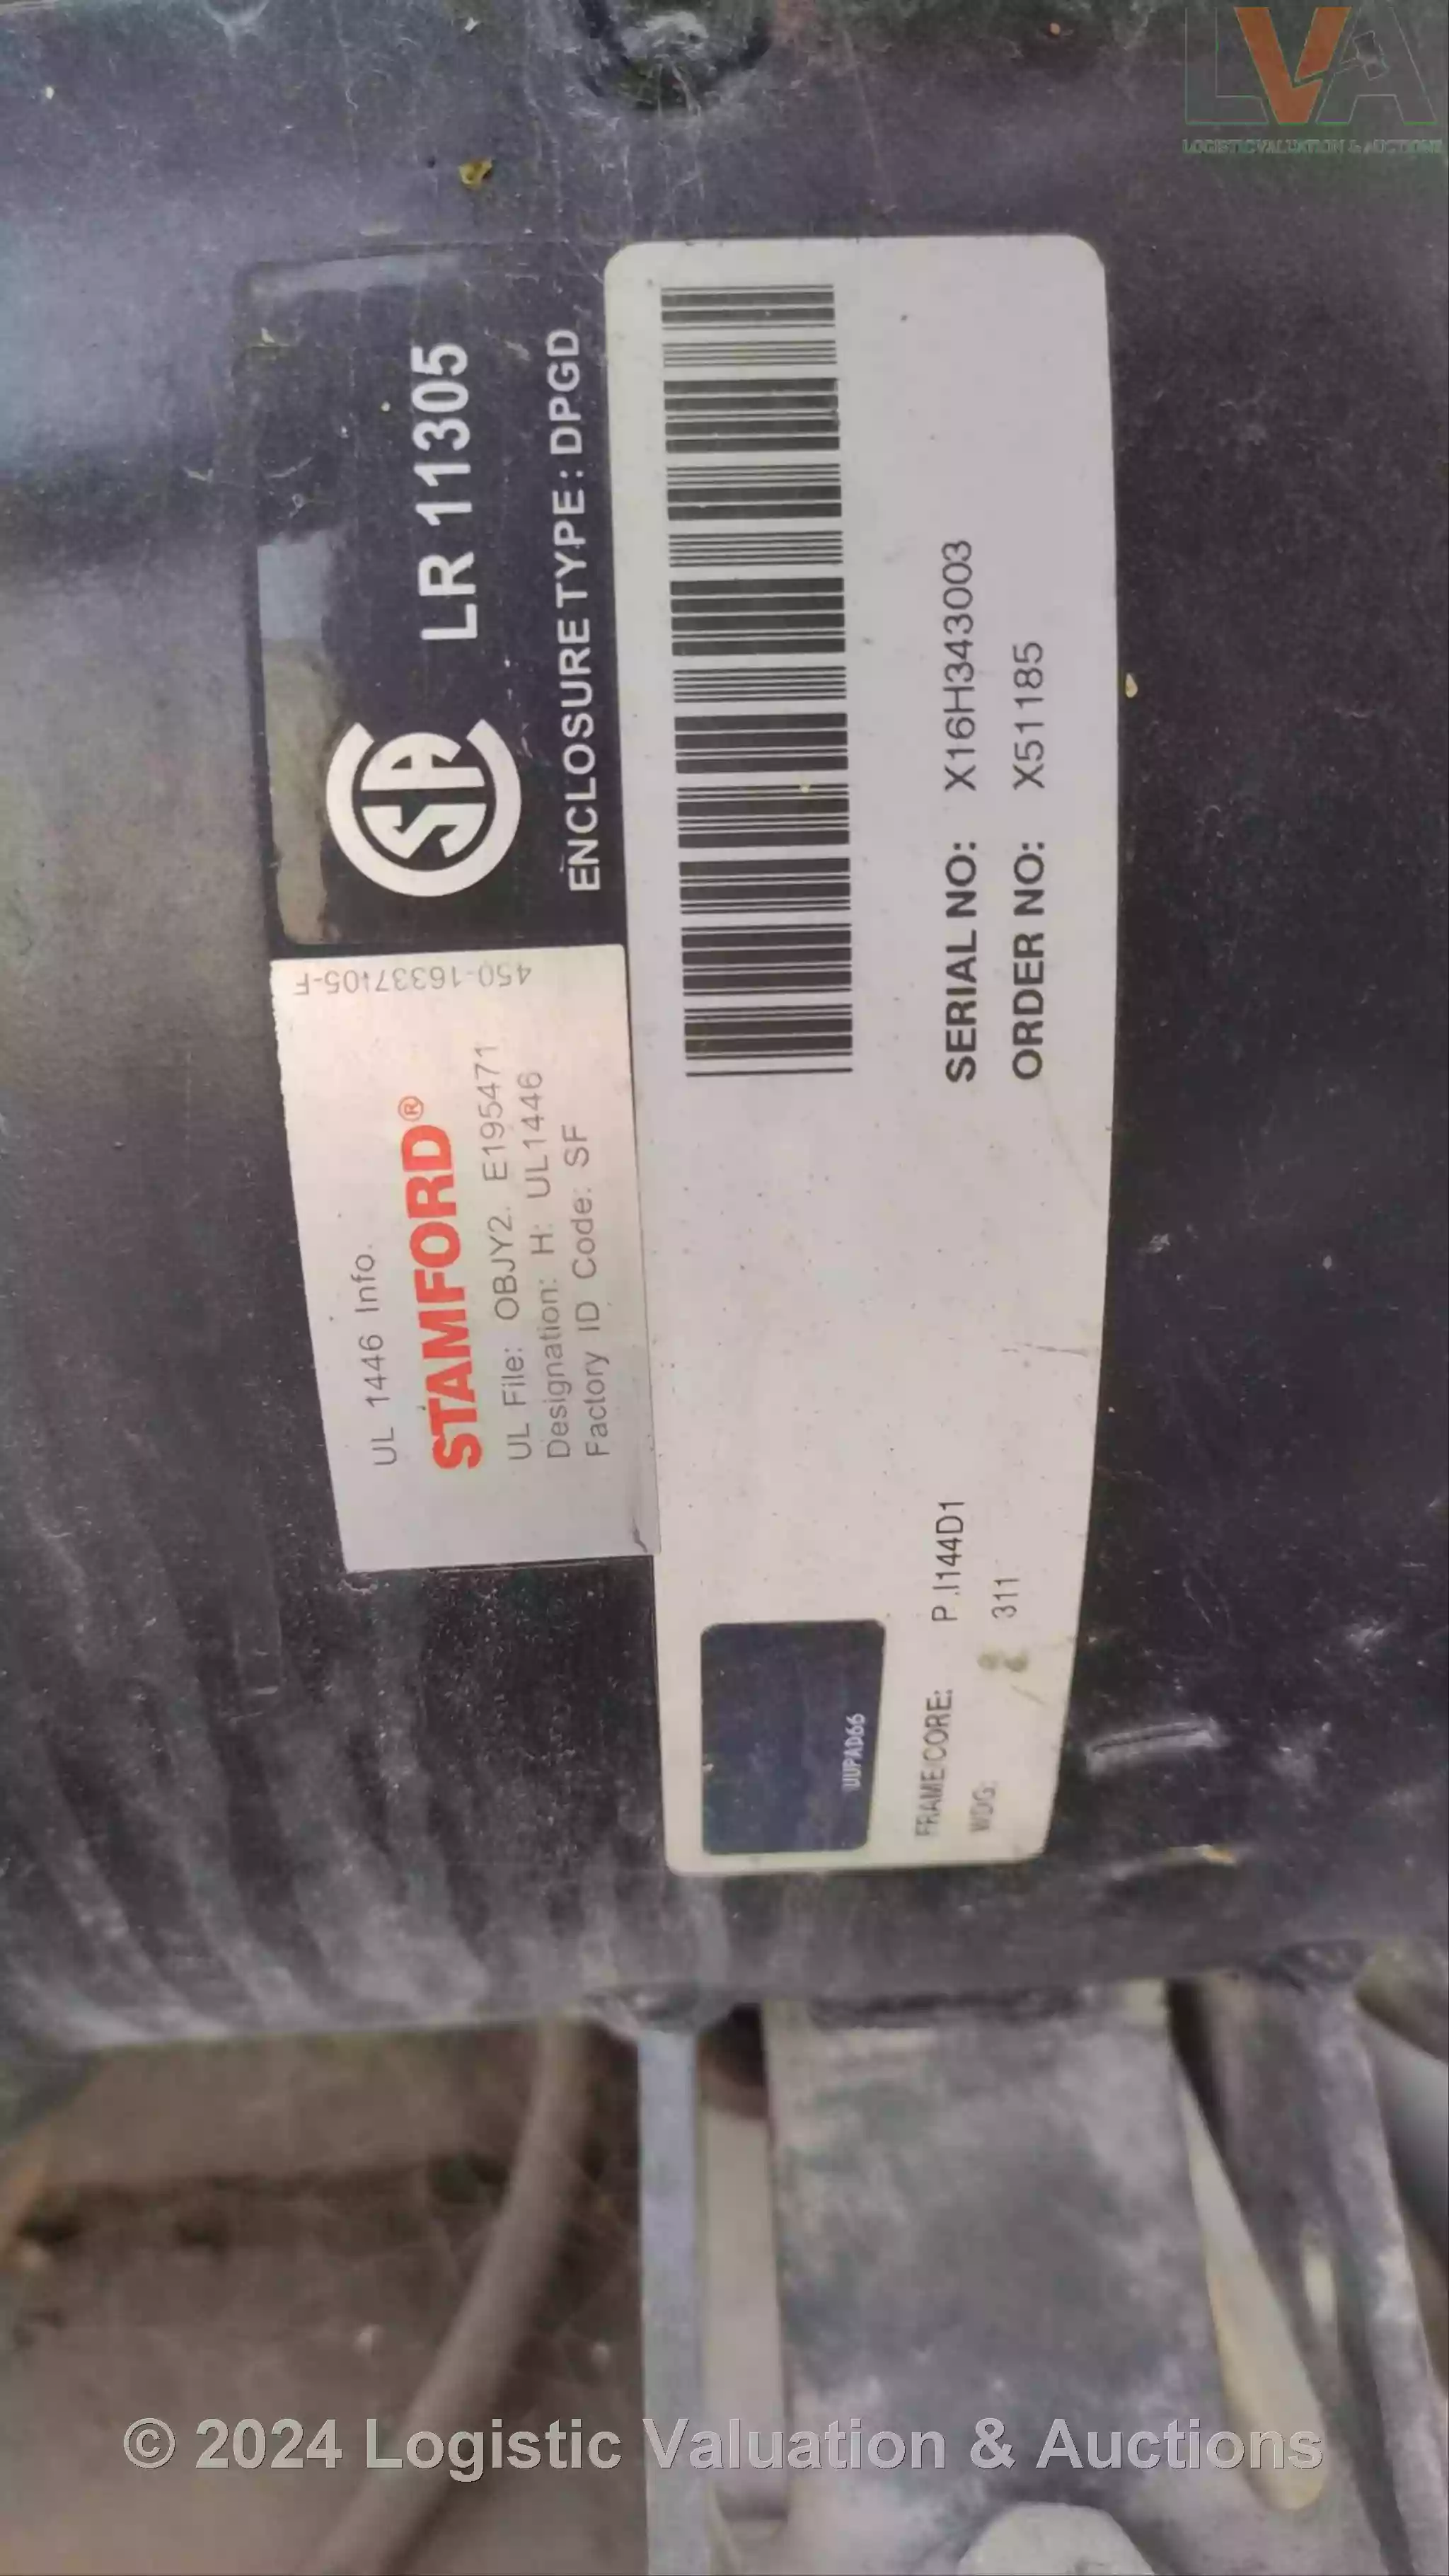 LVA
LOGISTIC VALUATION & AUCTIONS
LR 11305
ENCLOSURE TYPE: DPGD
450-16337-05-F
UL 1446 Info.
STAMFORD®
UL File: OBJY2. E195471
Designation: H: UL1446
Factory ID Code: SF
SERIAL NO: X16H343003
ORDER NO: X51185
UUPAD66
FRAME/CORE: P.I144D1
WDG: 311
© 2024 Logistic Valuation & Auctions